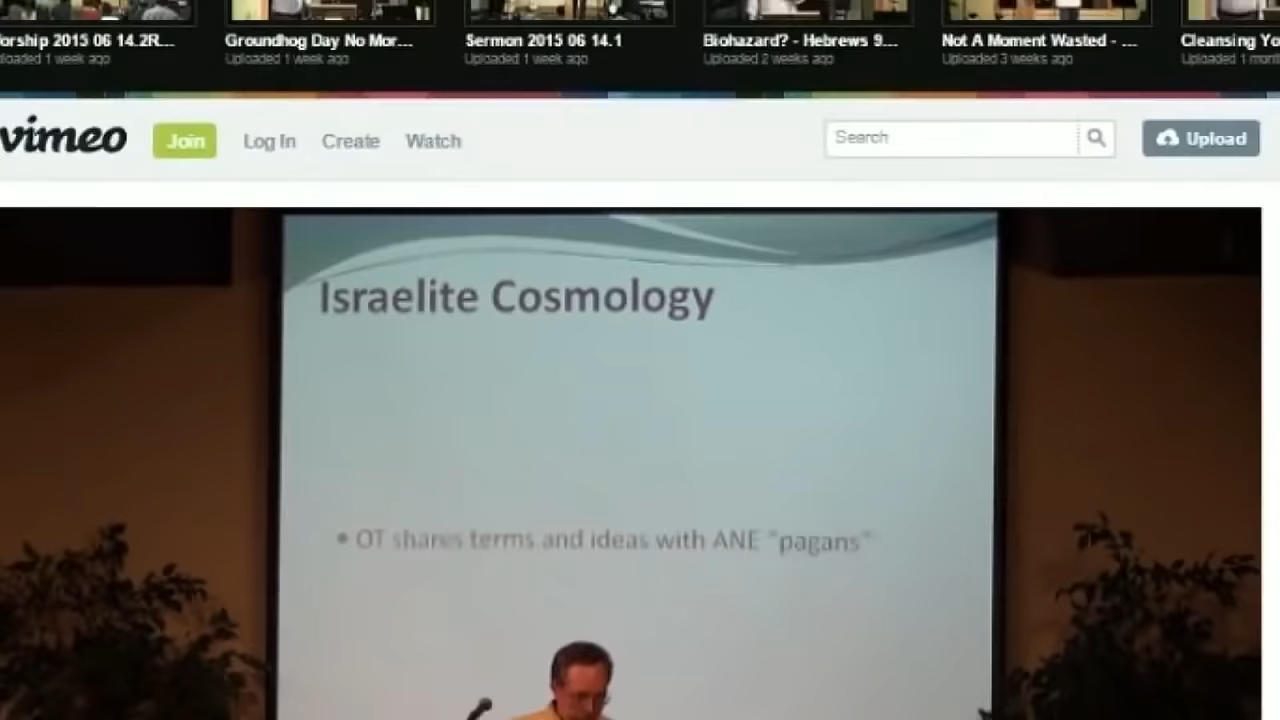 orship 2015 06 14.2R...
Groundhog Day No Mor...
Sermon 2015 06 14.1
Biohazard? - Hebrews 9...
Not A Moment Wasted - ...
Cleansing Yo
loaded 1 week ago
Uploaded 1 week ago
Uploaded 1 week ago
Uploaded 2 weeks ago
Uploaded 3 weeks ago
Uploaded 1 mont
vimeo
Join
Log In
Create
Watch
Search
Upload
Israelite Cosmology
• OT shares terms and ideas with ANE "pagans"